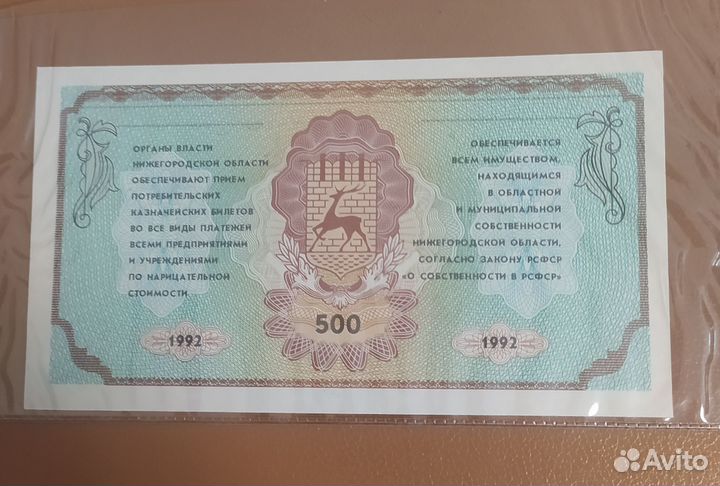 ОРГАНЫ ВЛАСТИ
НИЖЕГОРОДСКОЙ ОБЛАСТИ
ОБЕСПЕЧИВАЮТ ПРИЕМ
ПОТРЕБИТЕЛЬСКИХ
КАЗНАЧЕЙСКИХ БИЛЕТОВ
ВО ВСЕ ВИДЫ ПЛАТЕЖЕЙ
ВСЕМИ ПРЕДПРИЯТИЯМИ
И УЧРЕЖДЕНИЯМИ
ПО НАРИЦАТЕЛЬНОЙ
СТОИМОСТИ
ОБЕСПЕЧИВАЕТСЯ
ВСЕМ ИМУЩЕСТВОМ,
НАХОДЯЩИМСЯ
В ОБЛАСТНОЙ
И МУНИЦИПАЛЬНОЙ
СОБСТВЕННОСТИ
НИЖЕГОРОДСКОЙ ОБЛАСТИ,
СОГЛАСНО ЗАКОНУ РСФСР
«О СОБСТВЕННОСТИ В РСФСР»
500
1992
1992
Avito